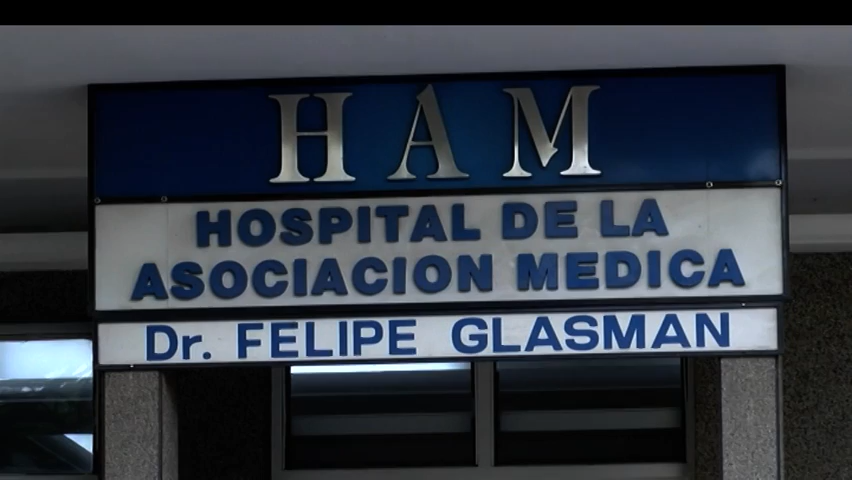 HAM
HOSPITAL DE LA
ASOCIACION MEDICA
Dr. FELIPE GLASMAN